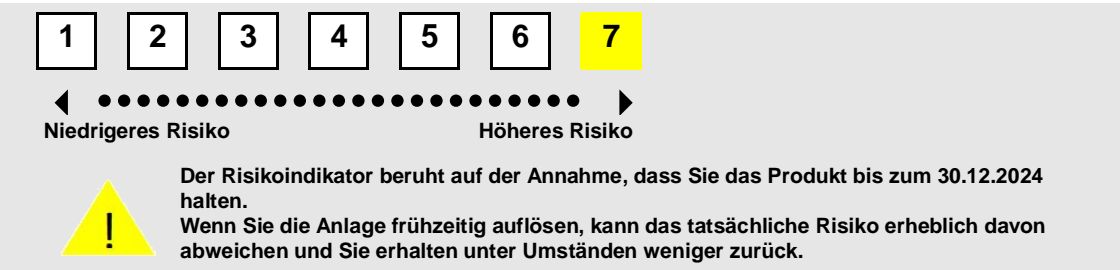 1 2 3 4 5 6 7
Niedrigeres Risiko Höheres Risiko
Der Risikoindikator beruht auf der Annahme, dass Sie das Produkt bis zum 30.12.2024
halten.
Wenn Sie die Anlage frühzeitig auflösen, kann das tatsächliche Risiko erheblich davon
abweichen und Sie erhalten unter Umständen weniger zurück.
!